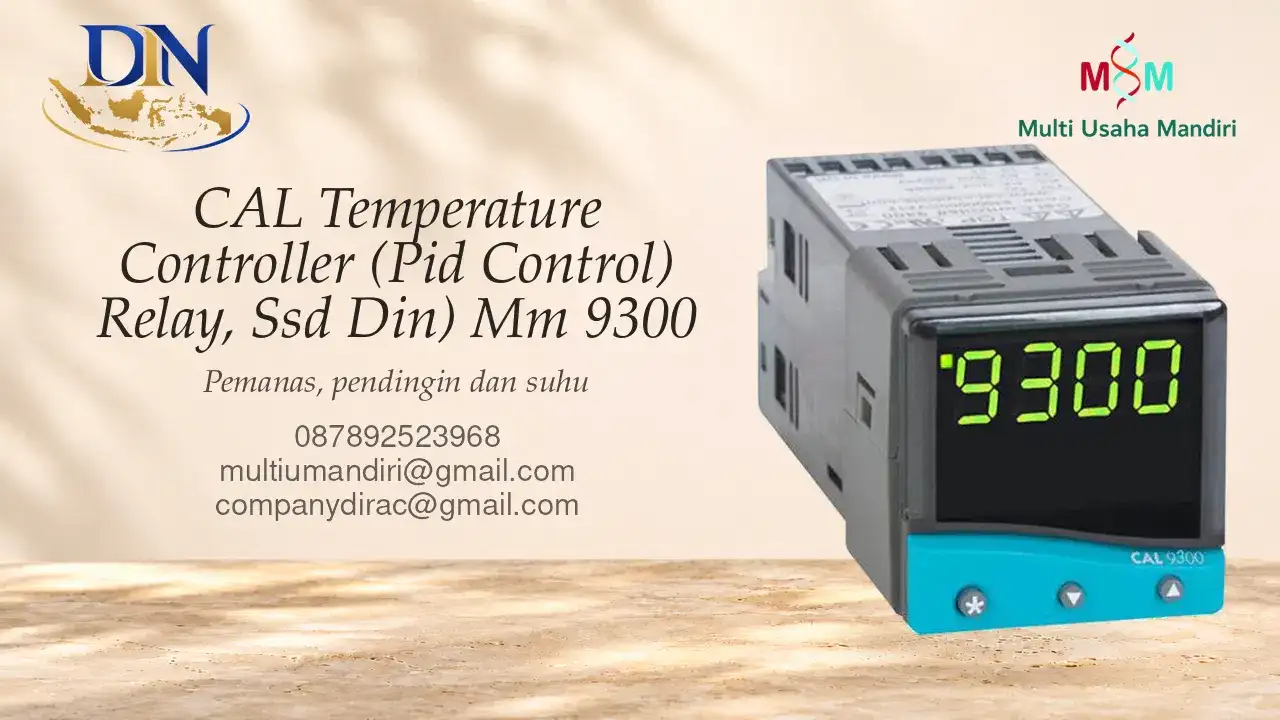 DIN
M M
Multi Usaha Mandiri
CAL Temperature
Controller (Pid Control)
Relay, Ssd Din) Mm 9300
Pemanas, pendingin dan suhu
087892523968
multiumandiri@gmail.com
companydirac@gmail.com
9300
CAL 9300